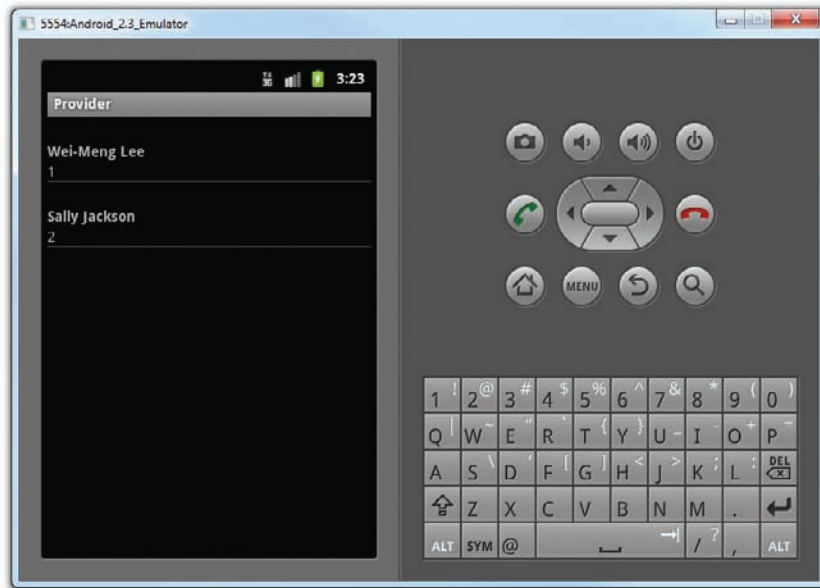 5554:Android_2.3_Emulator
3G 3:23
Provider
Wei-Meng Lee
1
Sally Jackson
2
MENU
1 ! 2 @ 3 # 4 $ 5 % 6 ^ 7 & 8 * 9 ( 0 )
Q | W ~ E " R ` T { Y } U _ I - O + P =
A S \ D ' F [ G ] H < J > K ; L : DEL
Z X C V B N M .
ALT SYM @ / ? , ALT